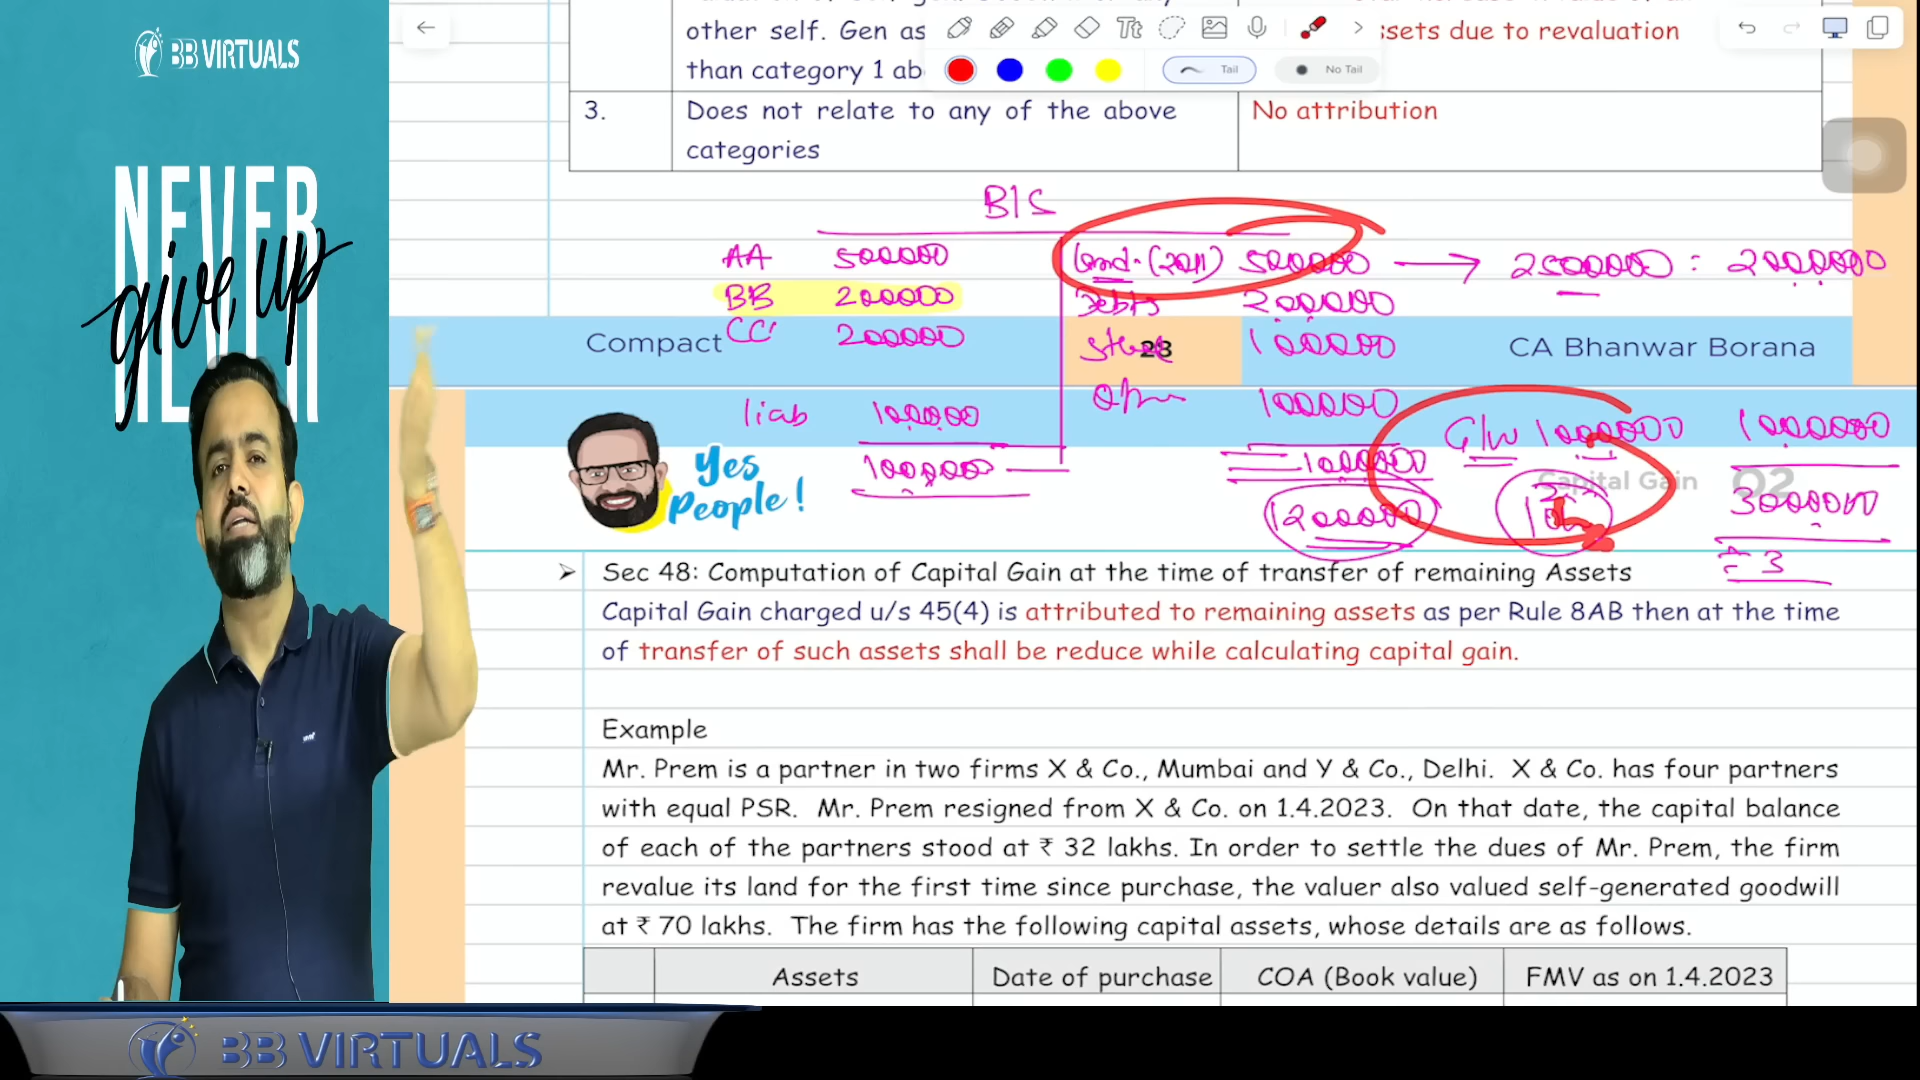 BB VIRTUALS
NEVER
give up
other self. Gen as
ssets due to revaluation
than category 1 ab
Tt
Tail
No Tail
3.
Does not relate to any of the above
No attribution
categories
B/S
AA 500000
Land-(2011) 500000 → 2500000 : 2000000
BB 200000
Debts 200000
CC 200000
100000
Compact
28
CA Bhanwar Borana
liab 100000
100000
G/W 1000000
1000000
1000000
1000000
Yes
People!
Capital Gain 02
1200000
3000000
÷ 3
➤ Sec 48: Computation of Capital Gain at the time of transfer of remaining Assets
Capital Gain charged u/s 45(4) is attributed to remaining assets as per Rule 8AB then at the time
of transfer of such assets shall be reduce while calculating capital gain.
Example
Mr. Prem is a partner in two firms X & Co., Mumbai and Y & Co., Delhi. X & Co. has four partners
with equal PSR. Mr. Prem resigned from X & Co. on 1.4.2023. On that date, the capital balance
of each of the partners stood at ₹ 32 lakhs. In order to settle the dues of Mr. Prem, the firm
revalue its land for the first time since purchase, the valuer also valued self-generated goodwill
at ₹ 70 lakhs. The firm has the following capital assets, whose details are as follows.
Assets
Date of purchase
COA (Book value)
FMV as on 1.4.2023
BB VIRTUALS